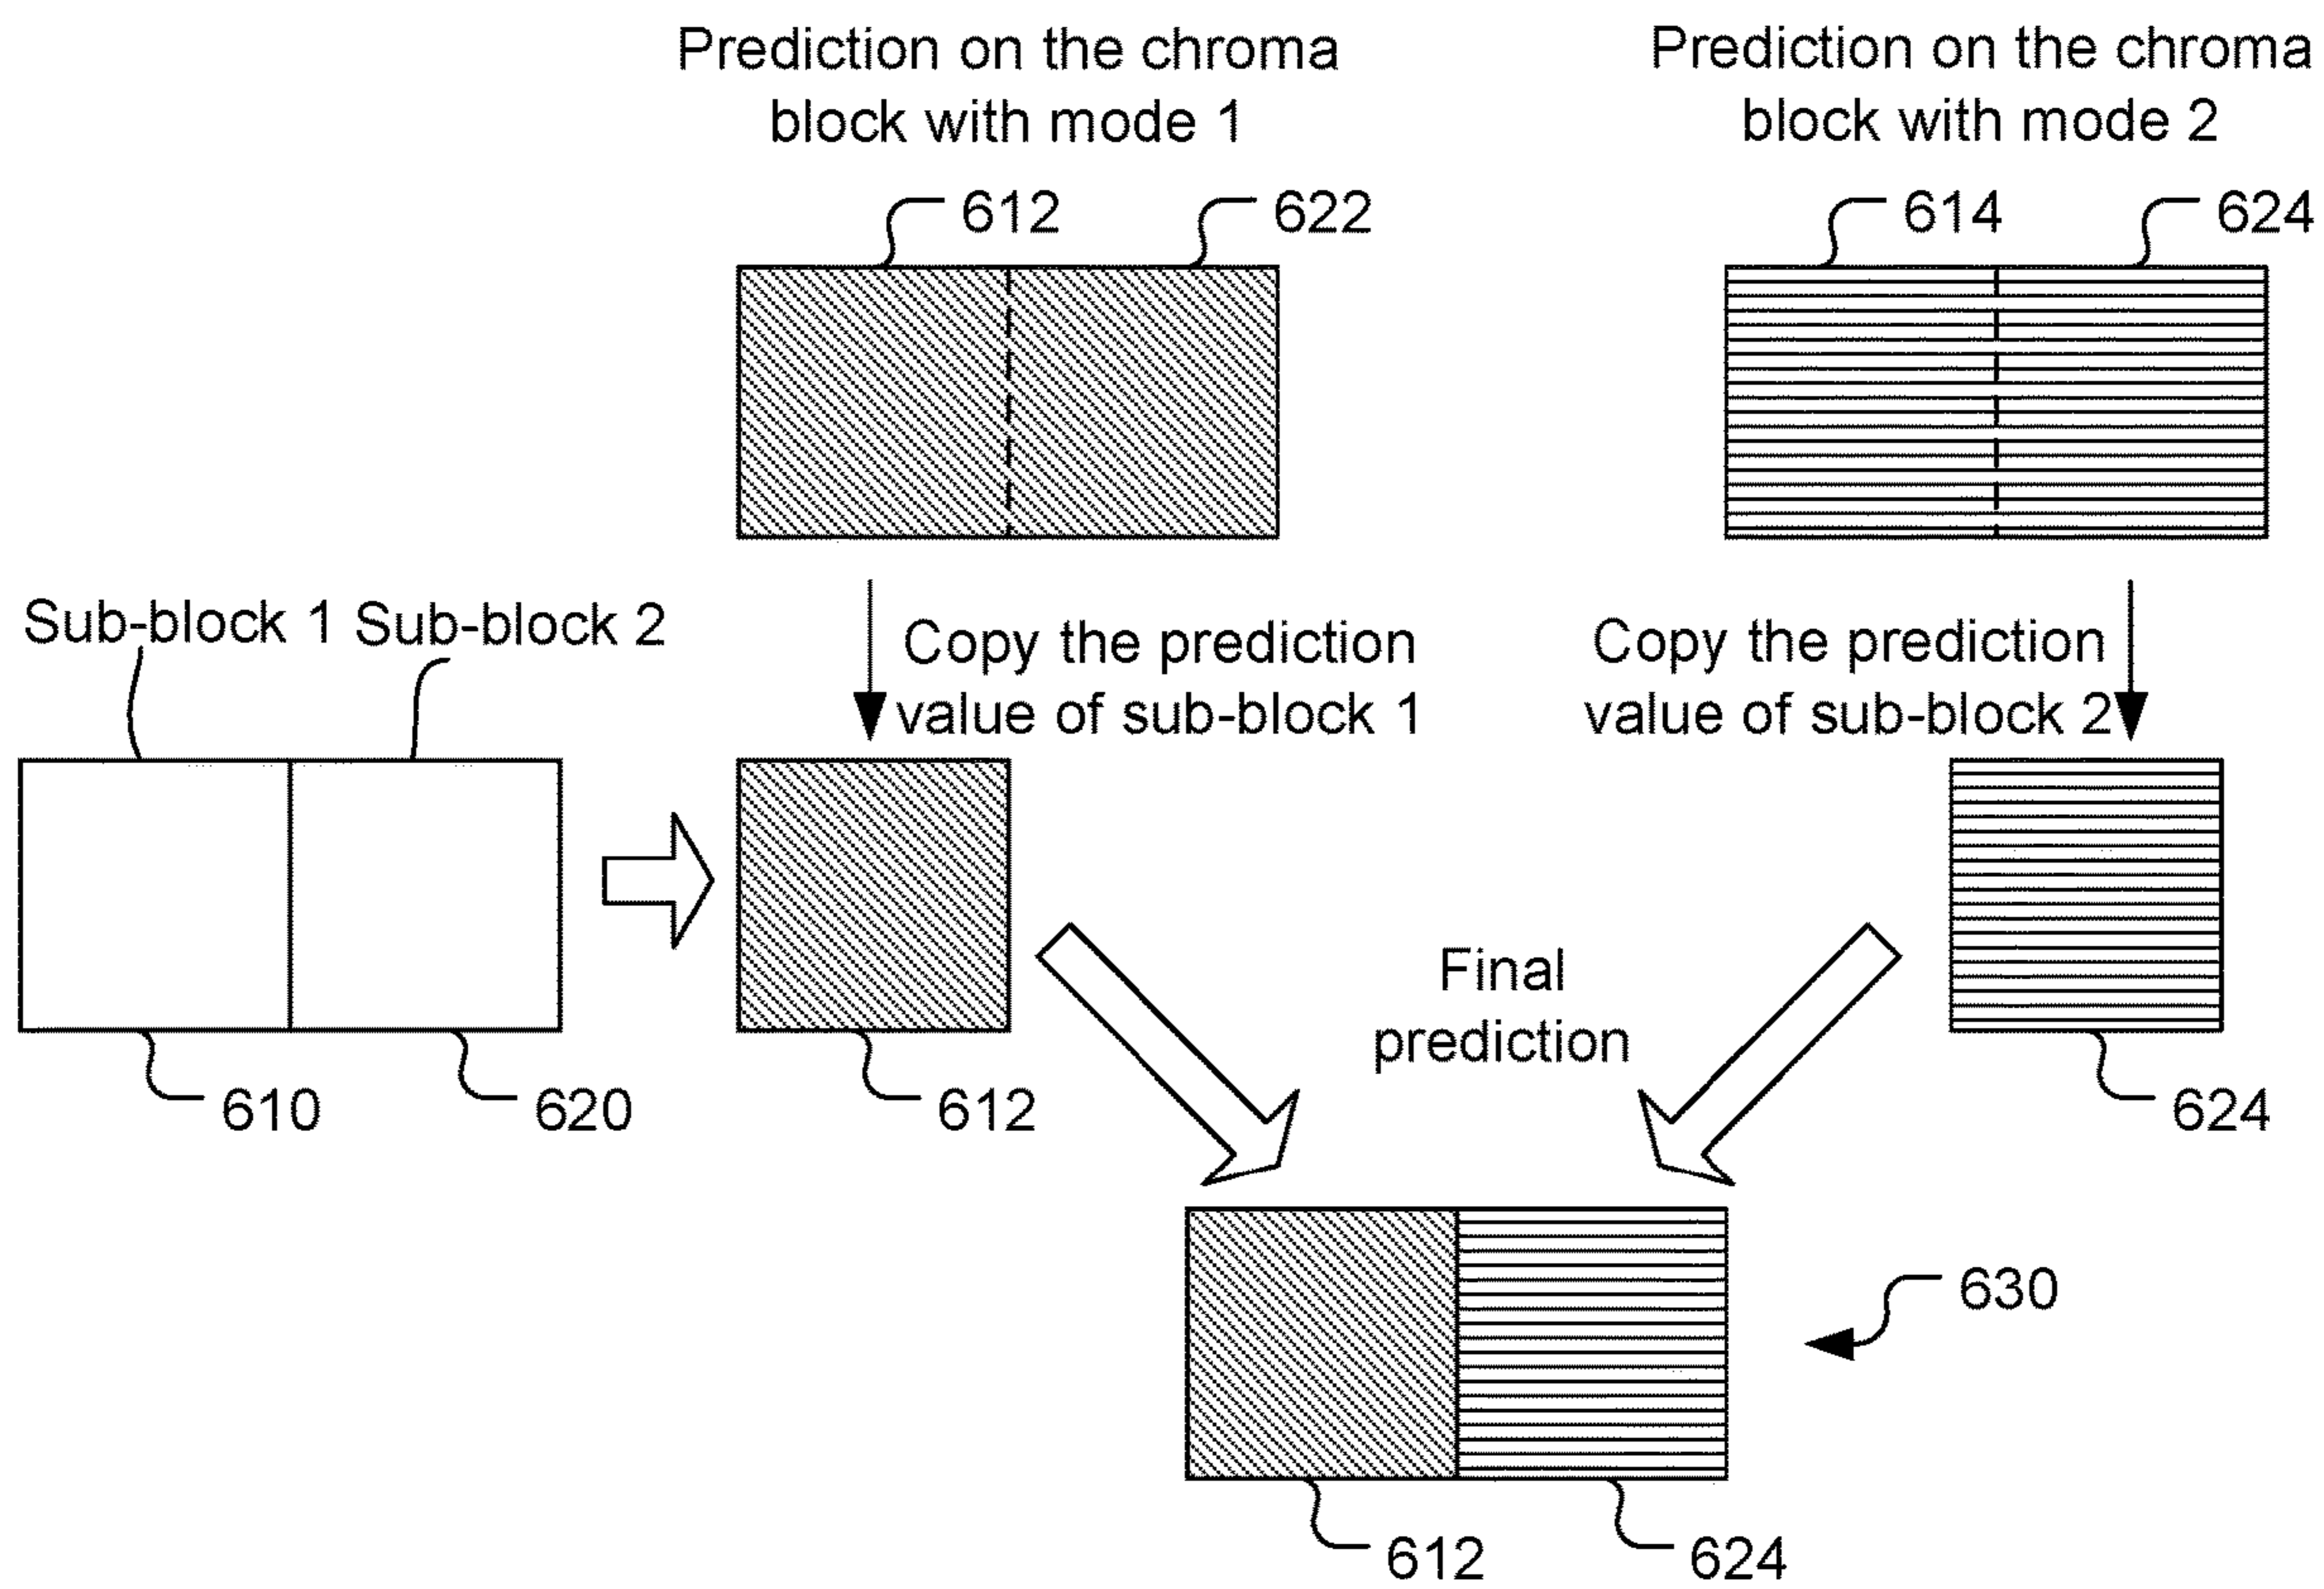 Prediction on the chroma
block with mode 1
Prediction on the chroma
block with mode 2
612
622
614
624
Sub-block 1
Sub-block 2
Copy the prediction
value of sub-block 1
Copy the prediction
value of sub-block 2
610
620
612
Final
prediction
624
630
612
624